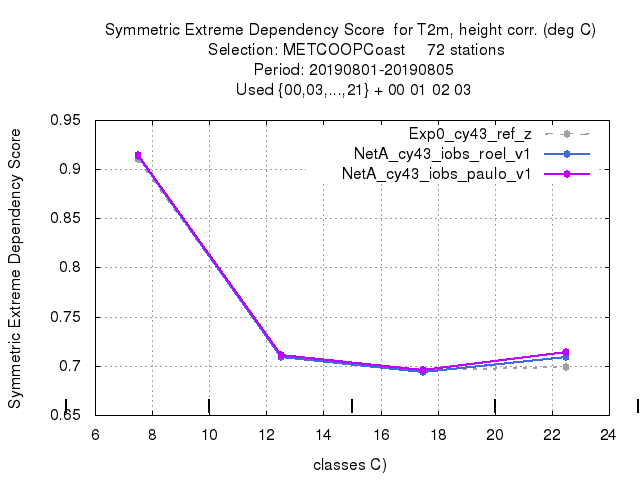 Symmetric Extreme Dependency Score  for T2m, height corr. (deg C)
Selection: METCOOPCoast     72 stations
Period: 20190801-20190805
Used {00,03,...,21} + 00 01 02 03
Symmetric Extreme Dependency Score
0.95
0.9
0.85
0.8
0.75
0.7
0.65
Exp0_cy43_ref_z
NetA_cy43_iobs_roel_v1
NetA_cy43_iobs_paulo_v1
6 8 10 12 14 16 18 20 22 24
classes C)